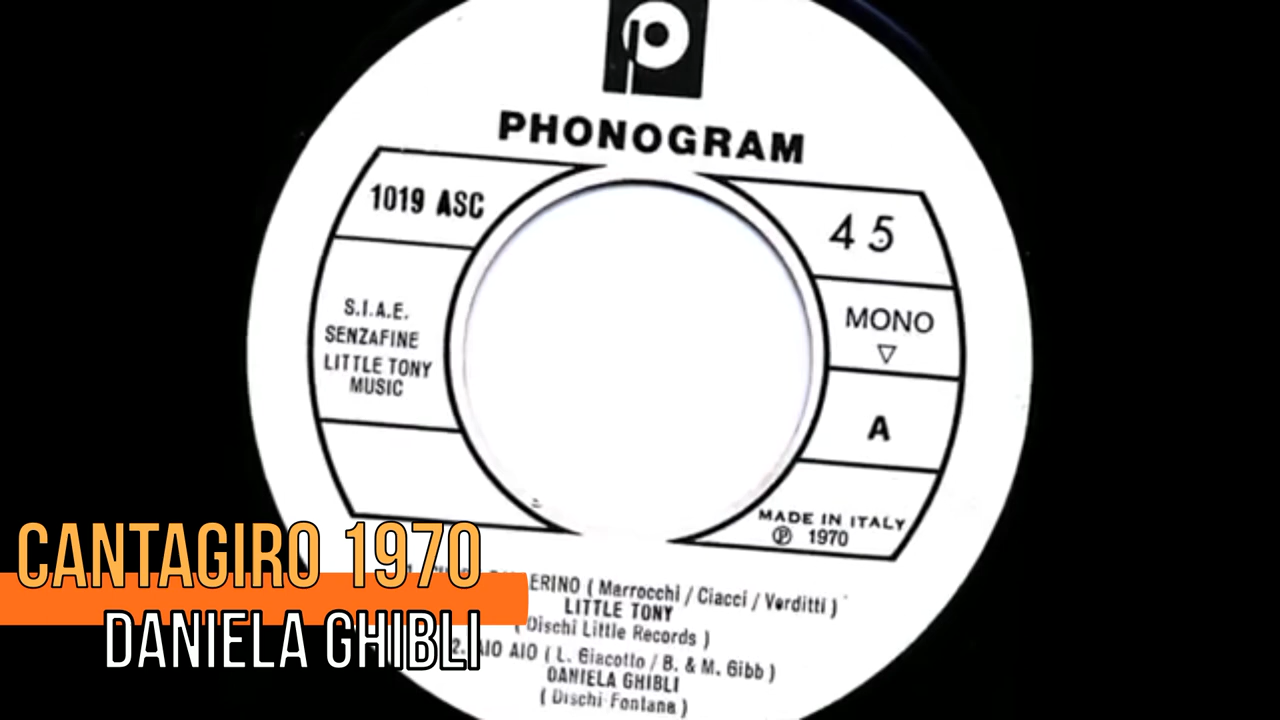 PHONOGRAM
1019 ASC
45
S.I.A.E.
SENZAFINE
LITTLE TONY
MUSIC
MONO
A
MADE IN ITALY
℗ 1970
( Marrocchi / Ciacci / Verditti )
LITTLE TONY
( Dischi Little Records )
2. AIO AIO ( L. Giacotto / B. & M. Gibb )
DANIELA GHIBLI
( Dischi Fontana )
CANTAGIRO 1970
DANIELA GHIBLI